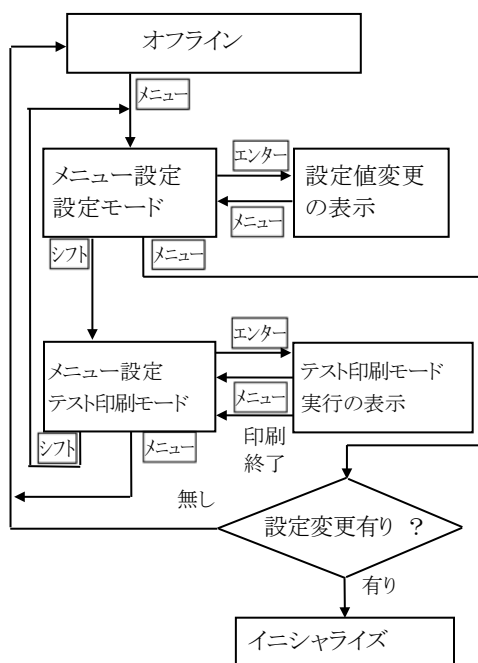 オフライン
メニュー
メニュー設定
設定モード
エンター
メニュー
設定値変更
の表示
シフト
メニュー
エンター
メニュー設定
テスト印刷モード
メニュー
テスト印刷モード
実行の表示
シフト
メニュー
印刷
終了
無し
設定変更有り ?
有り
イニシャライズ